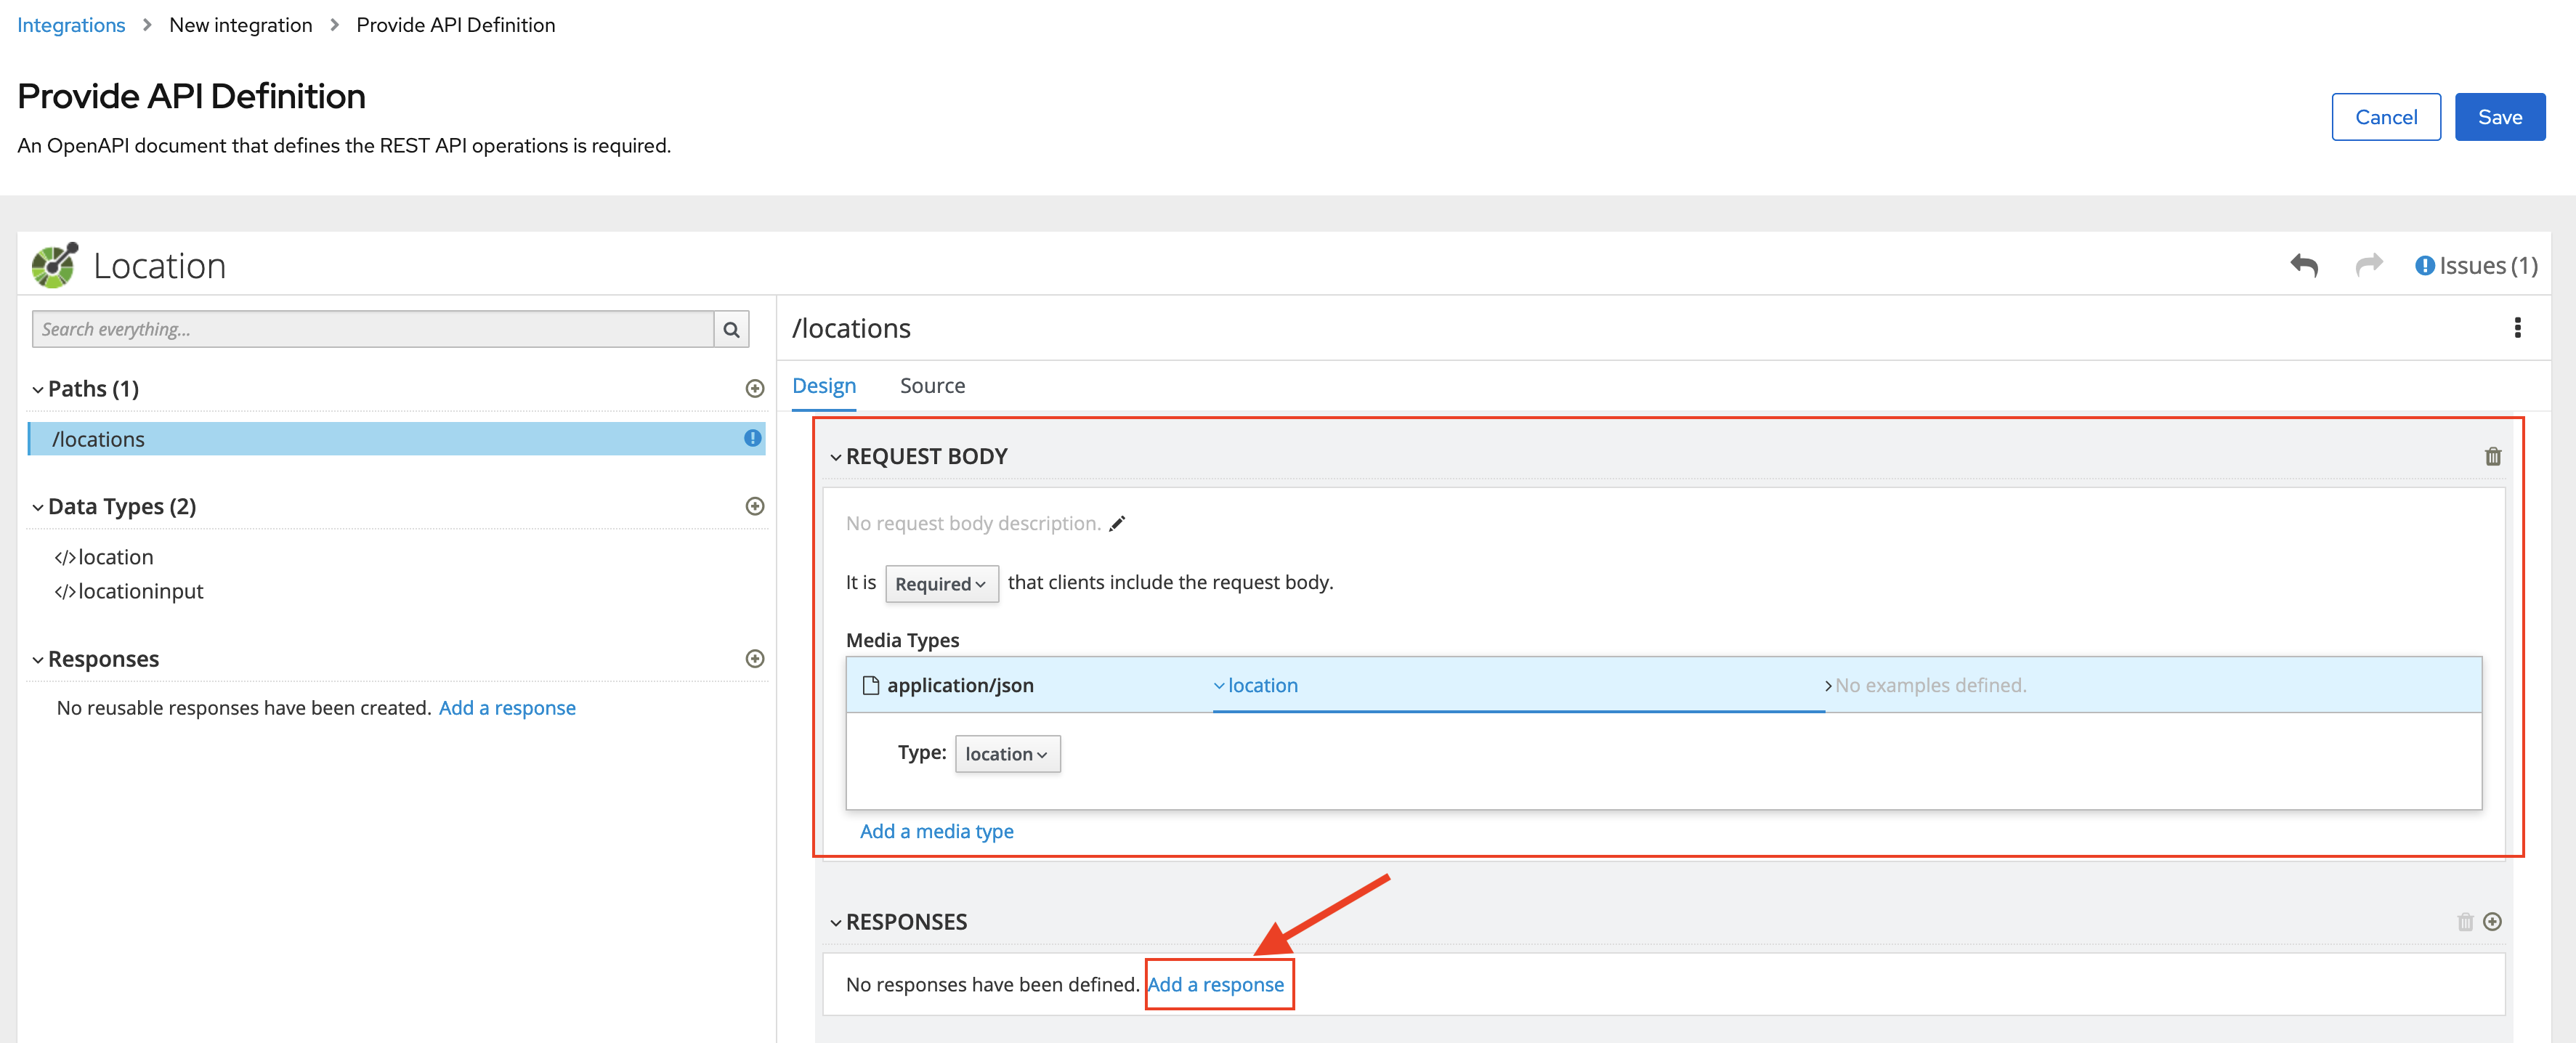 Integrations > New integration > Provide API Definition
Provide API Definition
An OpenAPI document that defines the REST API operations is required.
Cancel
Save
Location
Issues (1)
Search everything...
Paths (1)
/locations
Data Types (2)
</>location
</>locationinput
Responses
No reusable responses have been created. Add a response
/locations
Design Source
REQUEST BODY
No request body description.
It is Required that clients include the request body.
Media Types
application/json location No examples defined.
Type: location
Add a media type
RESPONSES
No responses have been defined. Add a response